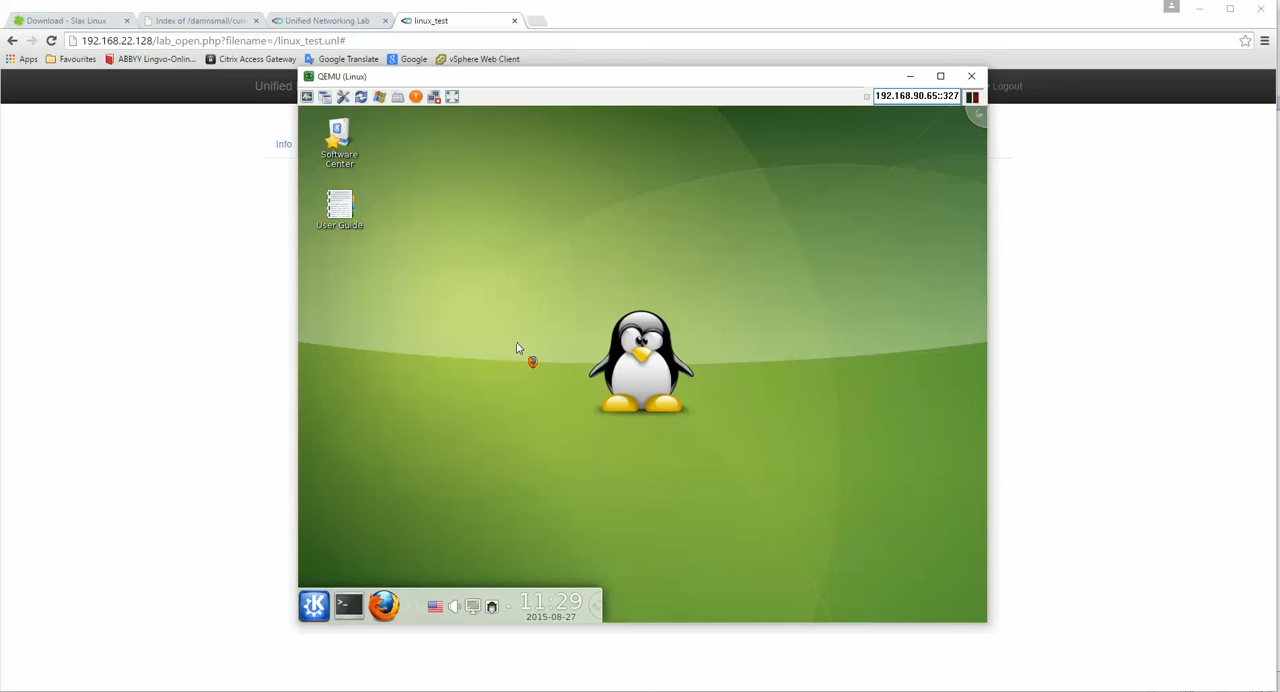 Download - Slax Linux
Index of /damnsmall/curr
Unified Networking Lab
linux_test
192.168.22.128/lab_open.php?filename=/linux_test.unl#
Apps
Favourites
ABBYY Lingvo-Onlin...
Citrix Access Gateway
Google Translate
Google
vSphere Web Client
QEMU (Linux)
Unified
Logout
192.168.90.65::327
Info
Software
Center
User Guide
11:29
2015-08-27